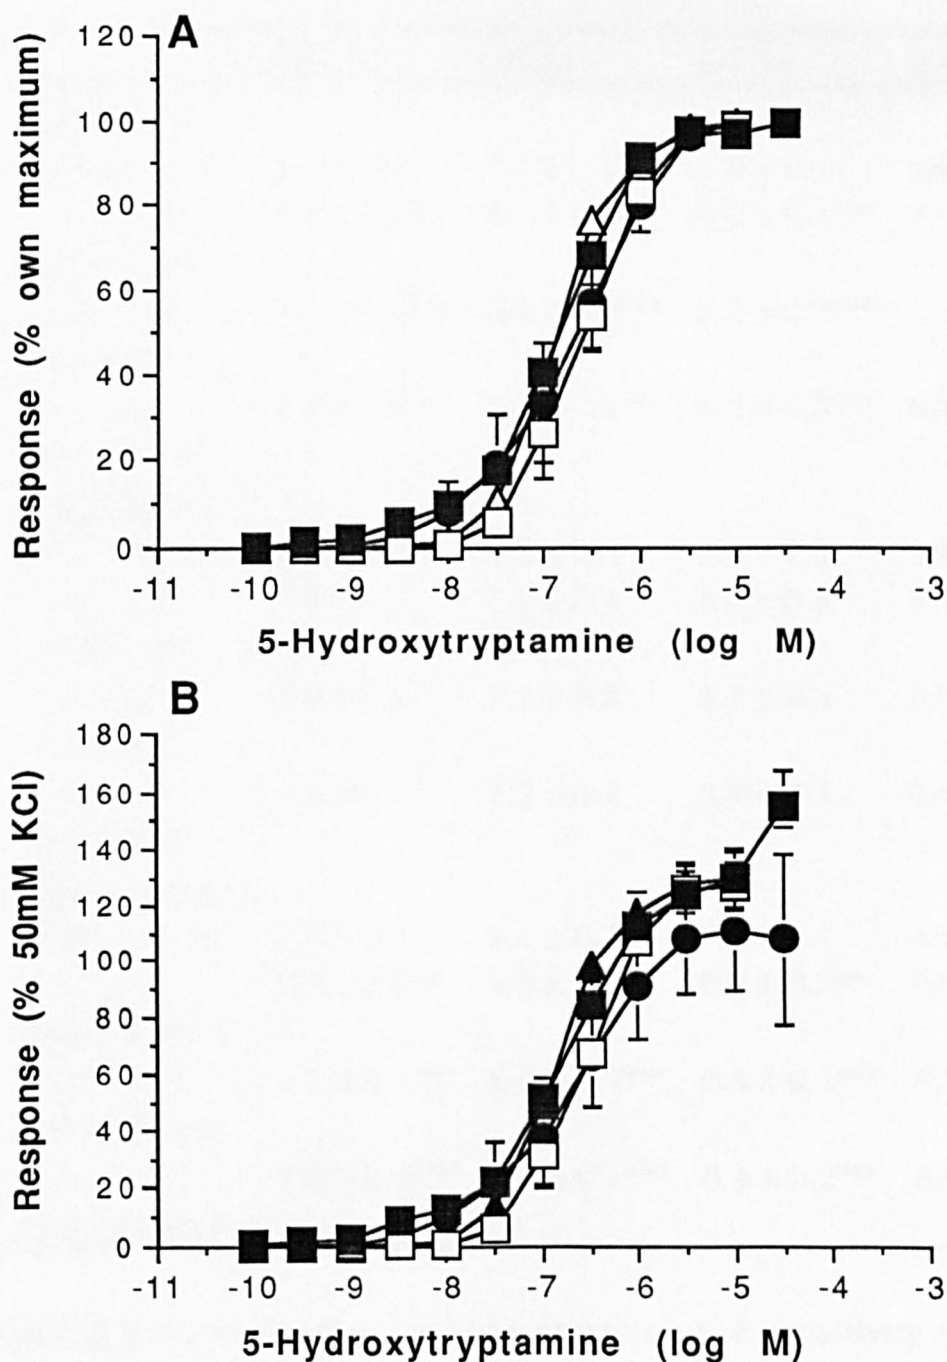 A
120
100
80
60
40
20
0
Response (% own maximum)
-11 -10 -9 -8 -7 -6 -5 -4 -3
5-Hydroxytryptamine (log M)
B
180
160
140
120
100
80
60
40
20
0
Response (% 50mM KCl)
-11 -10 -9 -8 -7 -6 -5 -4 -3
5-Hydroxytryptamine (log M)